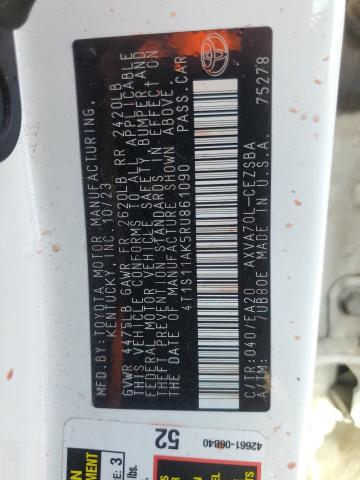 MFD.BY:TOYOTA MOTOR MANUFACTURING,
KENTUCKY, INC. 10/23
GVWR 4475LB GAWR FR 2620LB RR 2420LB
THIS VEHICLE CONFORMS TO ALL APPLICABLE
FEDERAL MOTOR VEHICLE SAFETY BUMPER AND
THEFT PREVENTION STANDARDS IN EFFECT ON
THE DATE OF MANUFACTURE SHOWN ABOVE.
4T1S11AK5RU861090 PASS.CAR
C/TR:040/FA20 AXVA70L-CEZSBA
A/TM: /UB80E MADE IN U.S.A.
75278
52
42661-06B40